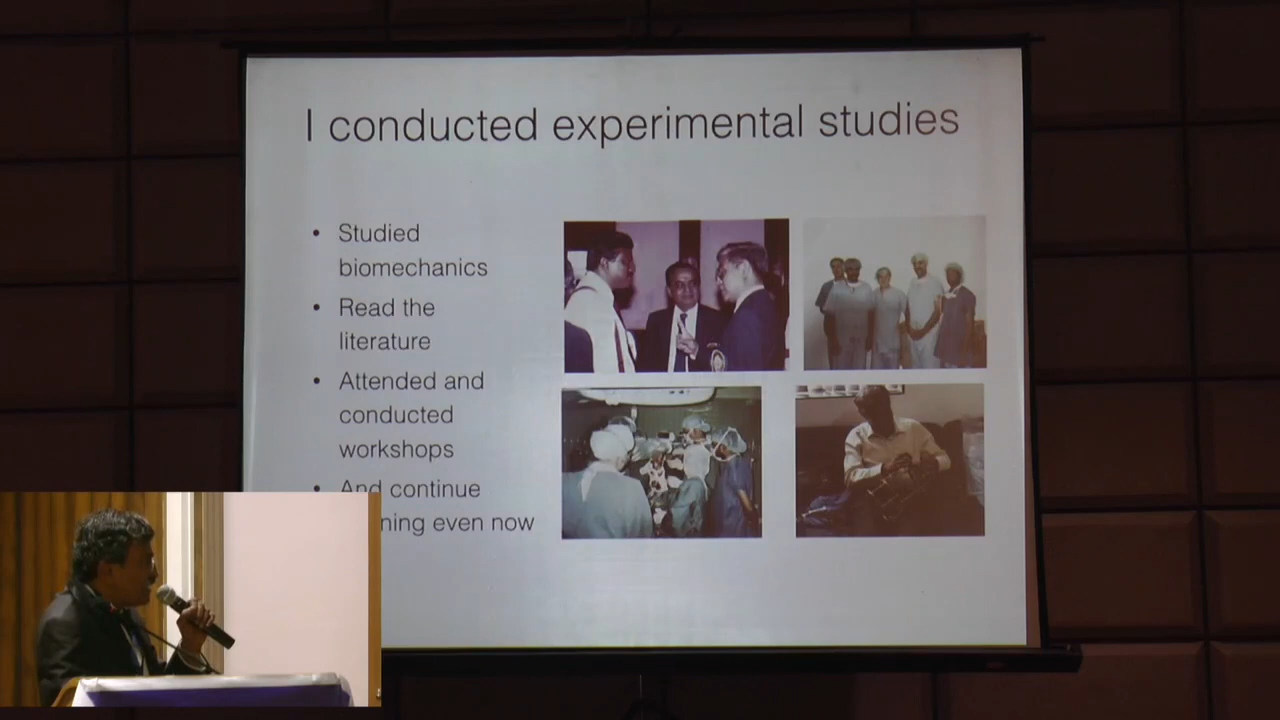 I conducted experimental studies
• Studied
biomechanics
• Read the
literature
• Attended and
conducted
workshops
• And continue
ning even now